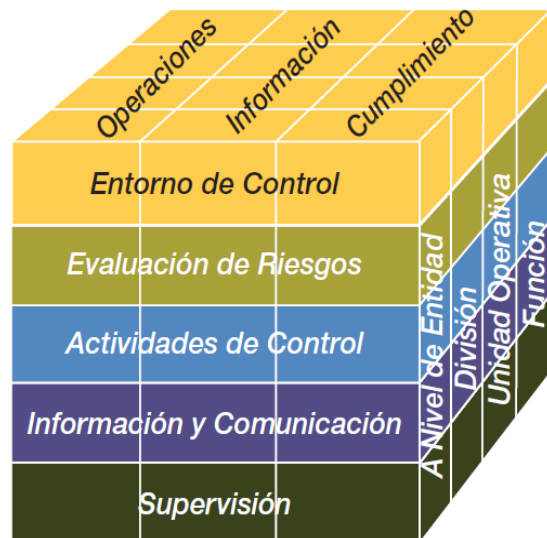 Operaciones
Información
Cumplimiento
Entorno de Control
Evaluación de Riesgos
Actividades de Control
Información y Comunicación
Supervisión
A Nivel de Entidad
División
Unidad Operativa
Función